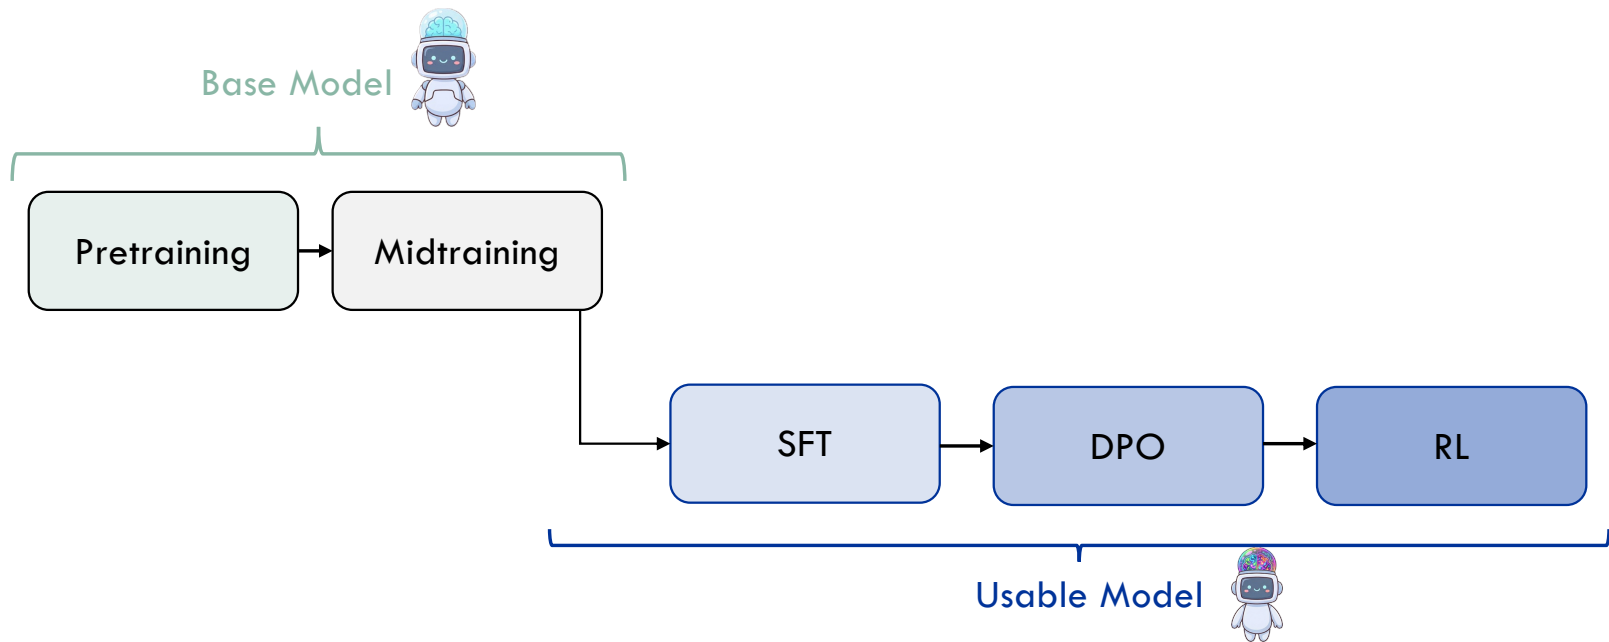 Base Model
Pretraining
Midtraining
SFT
DPO
RL
Usable Model